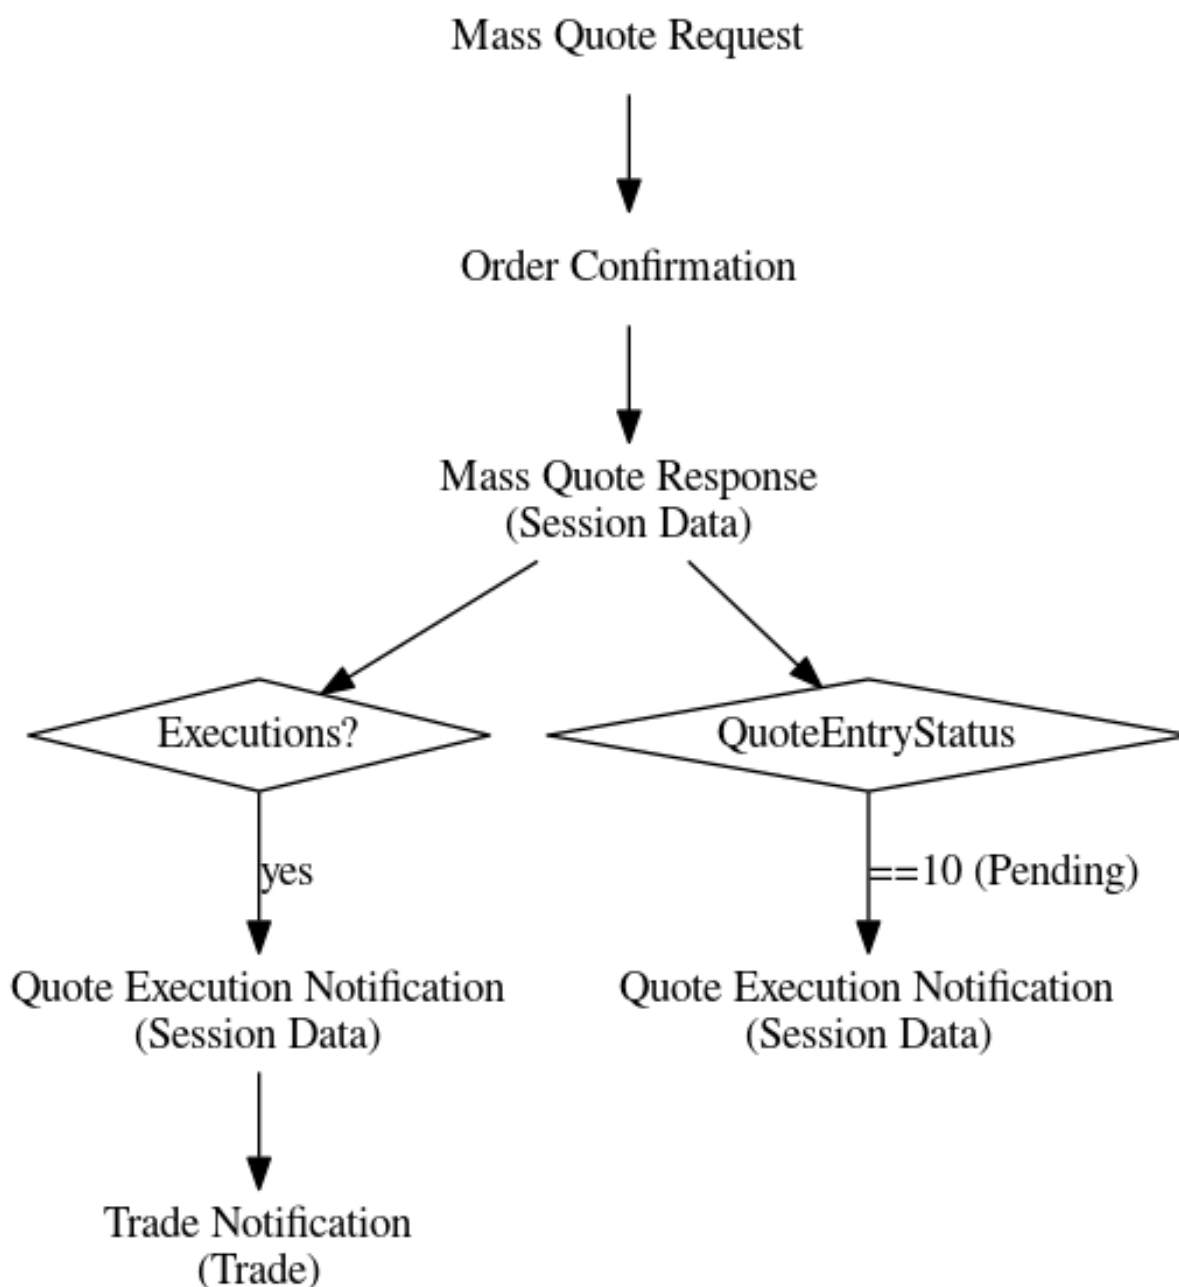 Mass Quote Request
Order Confirmation
Mass Quote Response
(Session Data)
Executions?
QuoteEntryStatus
yes
==10 (Pending)
Quote Execution Notification
(Session Data)
Quote Execution Notification
(Session Data)
Trade Notification
(Trade)